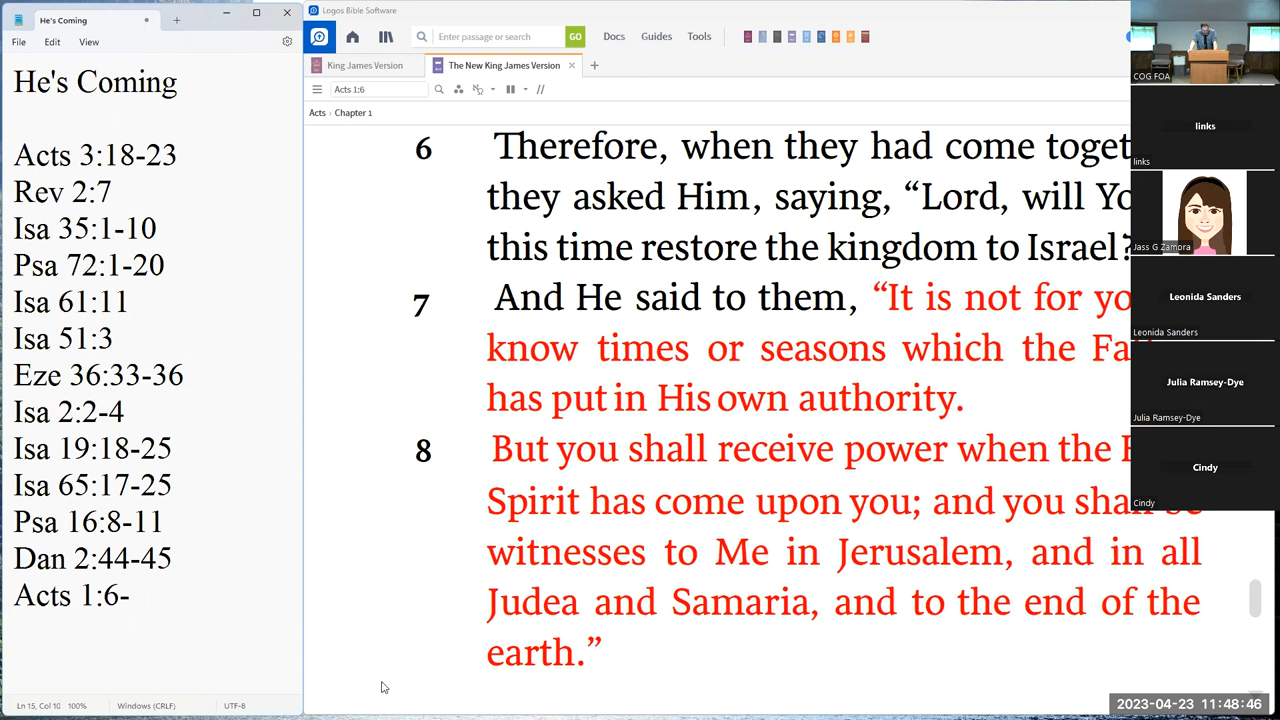 He's Coming
File Edit View
He's Coming
Acts 3:18-23
Rev 2:7
Isa 35:1-10
Psa 72:1-20
Isa 61:11
Isa 51:3
Eze 36:33-36
Isa 2:2-4
Isa 19:18-25
Isa 65:17-25
Psa 16:8-11
Dan 2:44-45
Acts 1:6-
Ln 15, Col 10 100% Windows (CRLF) UTF-8
Logos Bible Software
Enter passage or search GO Docs Guides Tools
King James Version The New King James Version
Acts 1:6
Acts Chapter 1
6 Therefore, when they had come toget
they asked Him, saying, “Lord, will Yo
this time restore the kingdom to Israel?
7 And He said to them, “It is not for yo
know times or seasons which the Fa
has put in His own authority.
8 But you shall receive power when the
Spirit has come upon you; and you shall be
witnesses to Me in Jerusalem, and in all
Judea and Samaria, and to the end of the
earth.”
COG FOA
links
links
Jass G Zamora
Leonida Sanders
Leonida Sanders
Julia Ramsey-Dye
Julia Ramsey-Dye
Cindy
Cindy
2023-04-23 11:48:46